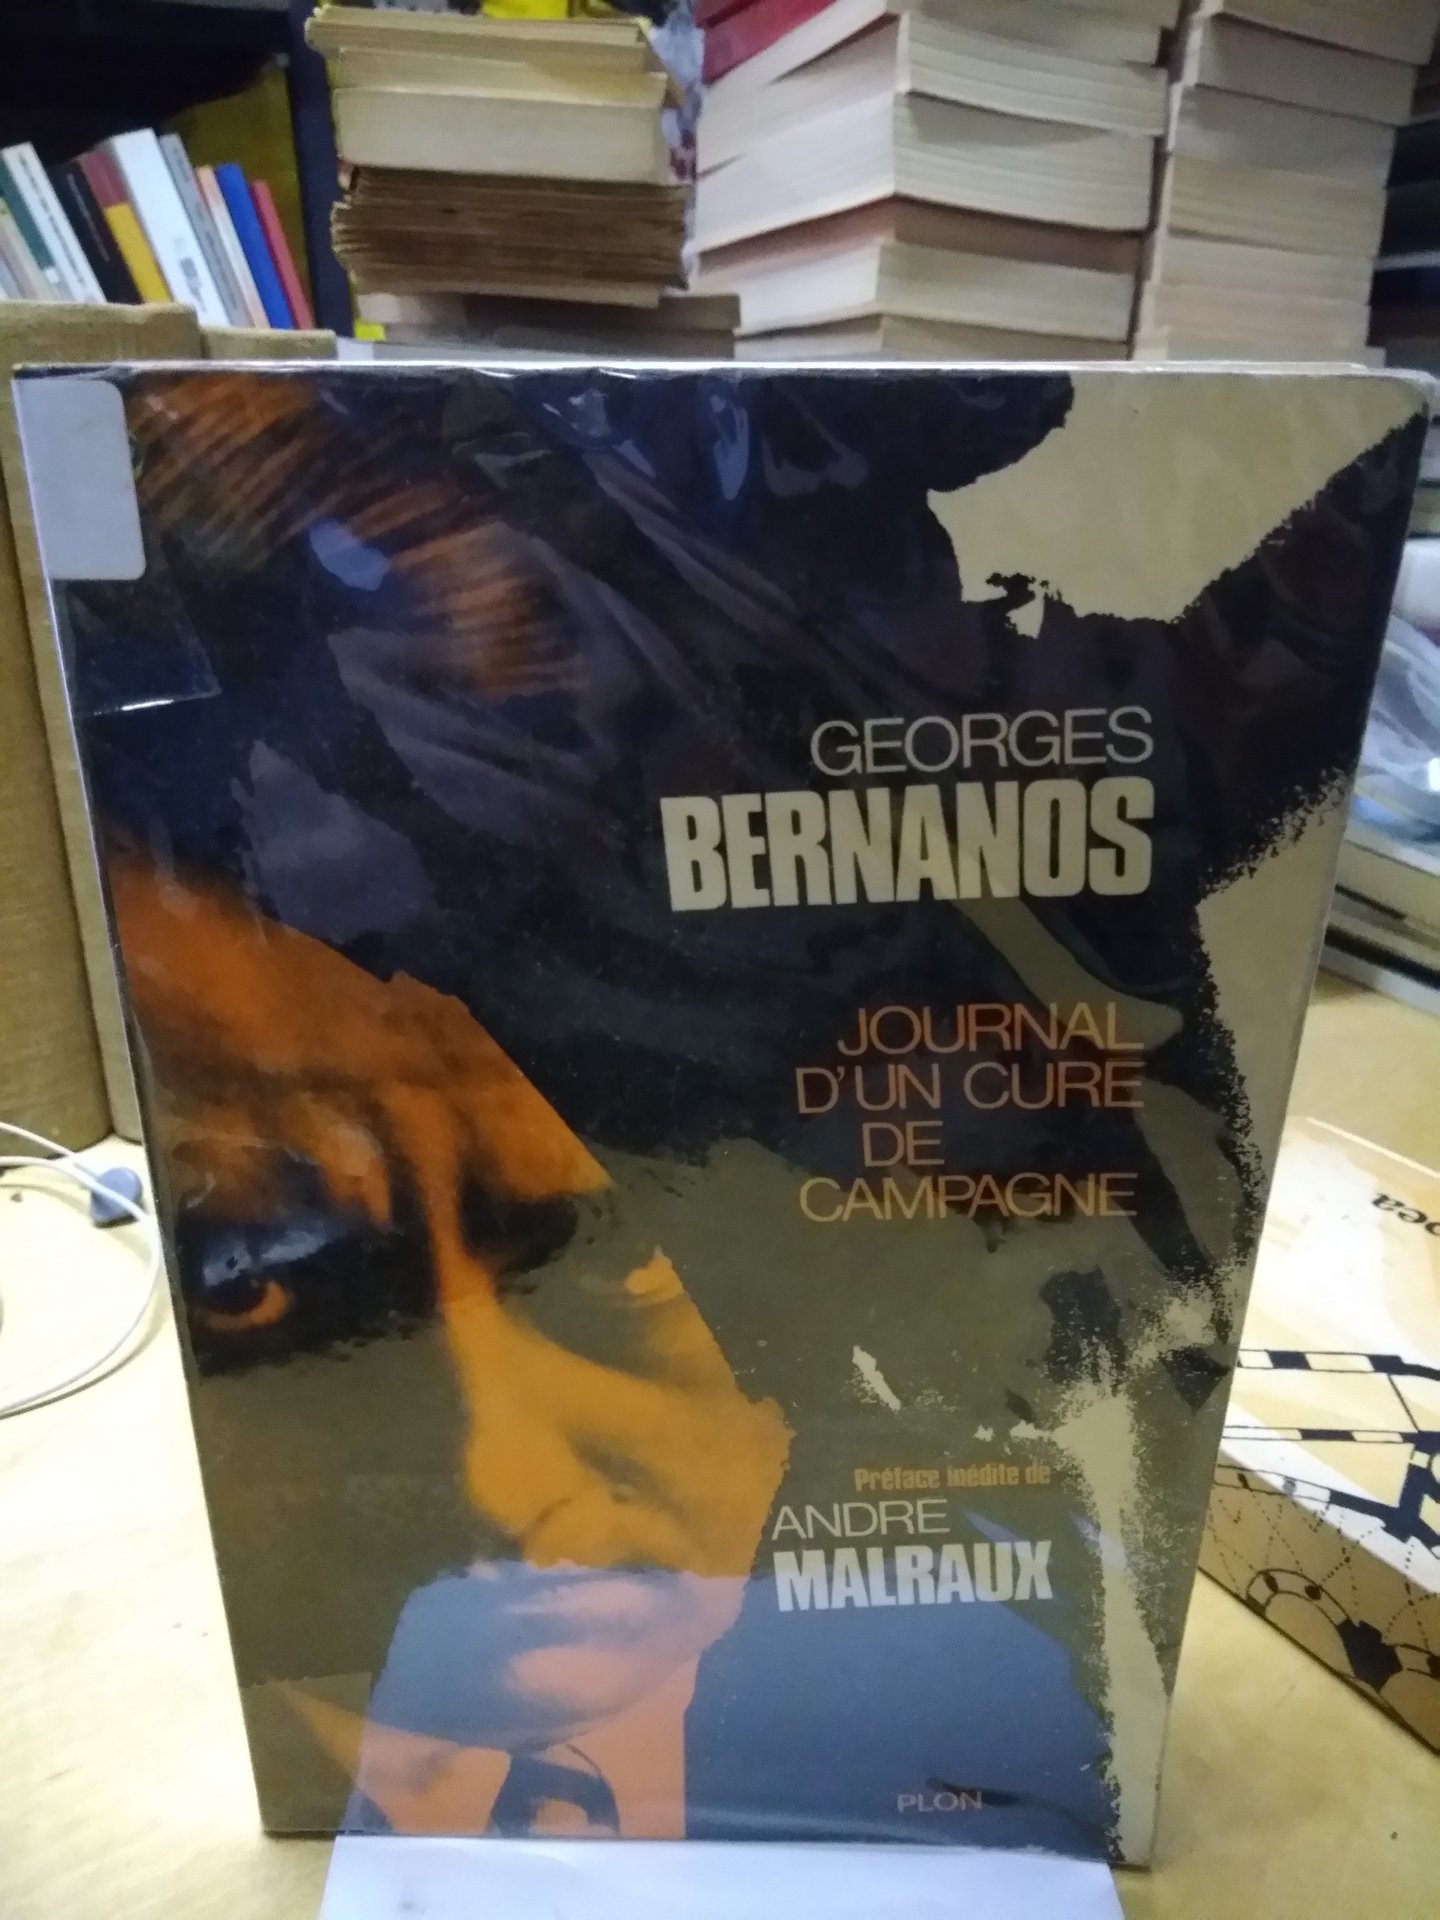 GEORGES
BERNANOS
JOURNAL
D'UN CURE
DE
CAMPAGNE
Préface inédite de
ANDRE
MALRAUX
PLON